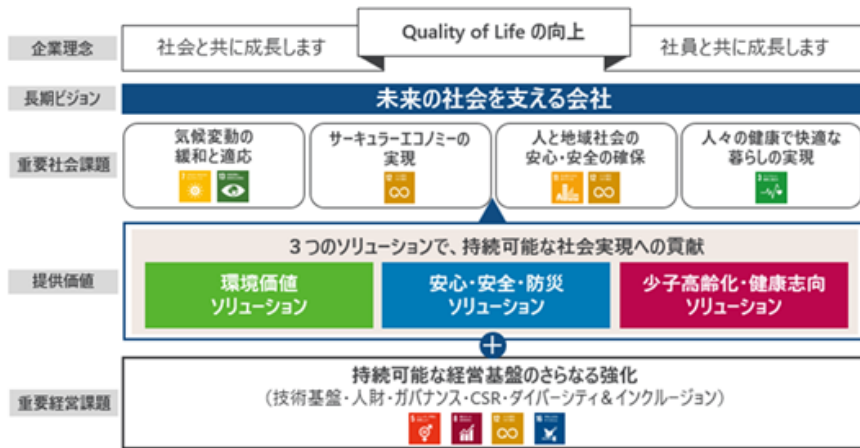 企業理念
社会と共に成長します
Quality of Life の向上
社員と共に成長します
長期ビジョン
未来の社会を支える会社
重要社会課題
気候変動の
緩和と適応
サーキュラーエコノミーの
実現
人と地域社会の
安心・安全の確保
人々の健康で快適な
暮らしの実現
7
13
12
11
12
3
提供価値
3つのソリューションで、持続可能な社会実現への貢献
環境価値
ソリューション
安心・安全・防災
ソリューション
少子高齢化・健康志向
ソリューション
重要経営課題
持続可能な経営基盤のさらなる強化
（技術基盤・人財・ガバナンス・CSR・ダイバーシティ＆インクルージョン）
5
8
12
16